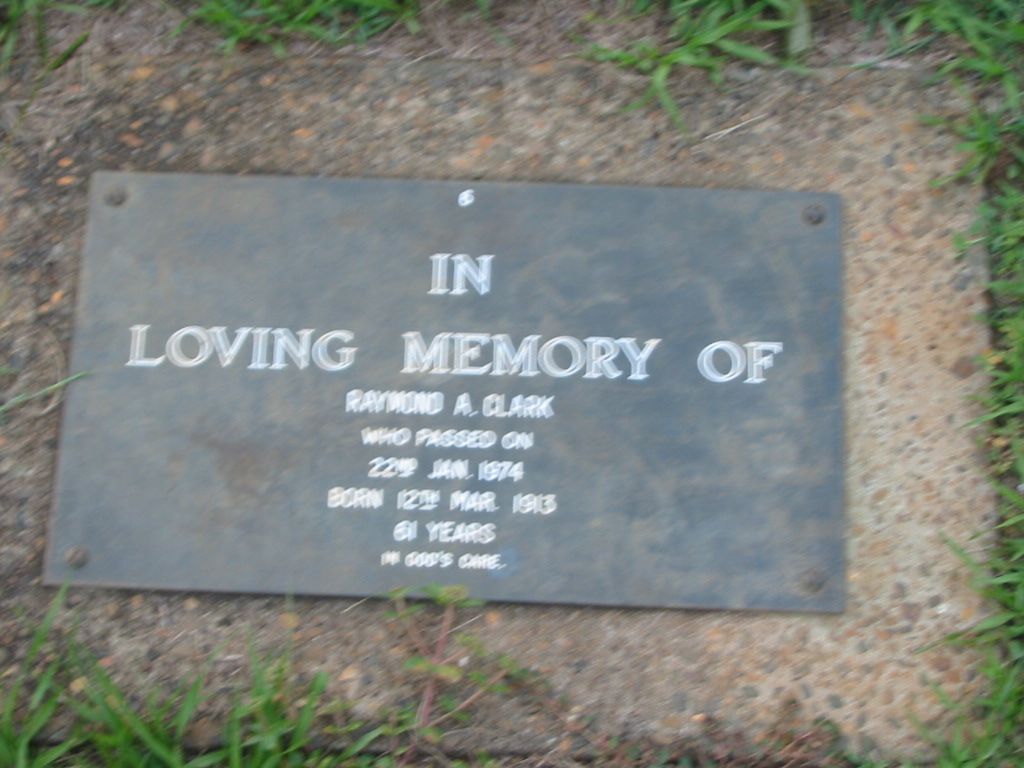 6
IN
LOVING MEMORY OF
RAYMOND A. CLARK
WHO PASSED ON
22ND JAN. 1974
BORN 12TH MAR. 1913
61 YEARS
IN GOD'S CARE.